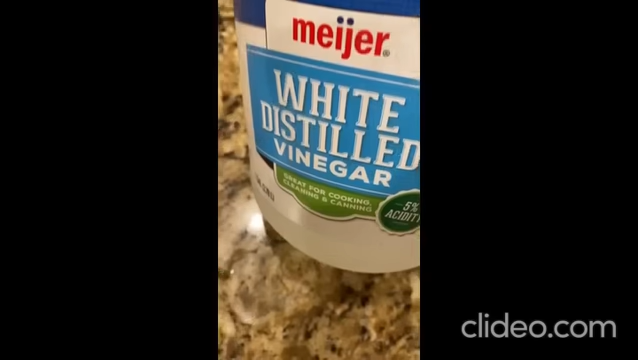 meijer®
WHITE
DISTILLED
VINEGAR
GREAT FOR COOKING,
CLEANING & CANNING
5%
ACIDITY
clideo.com